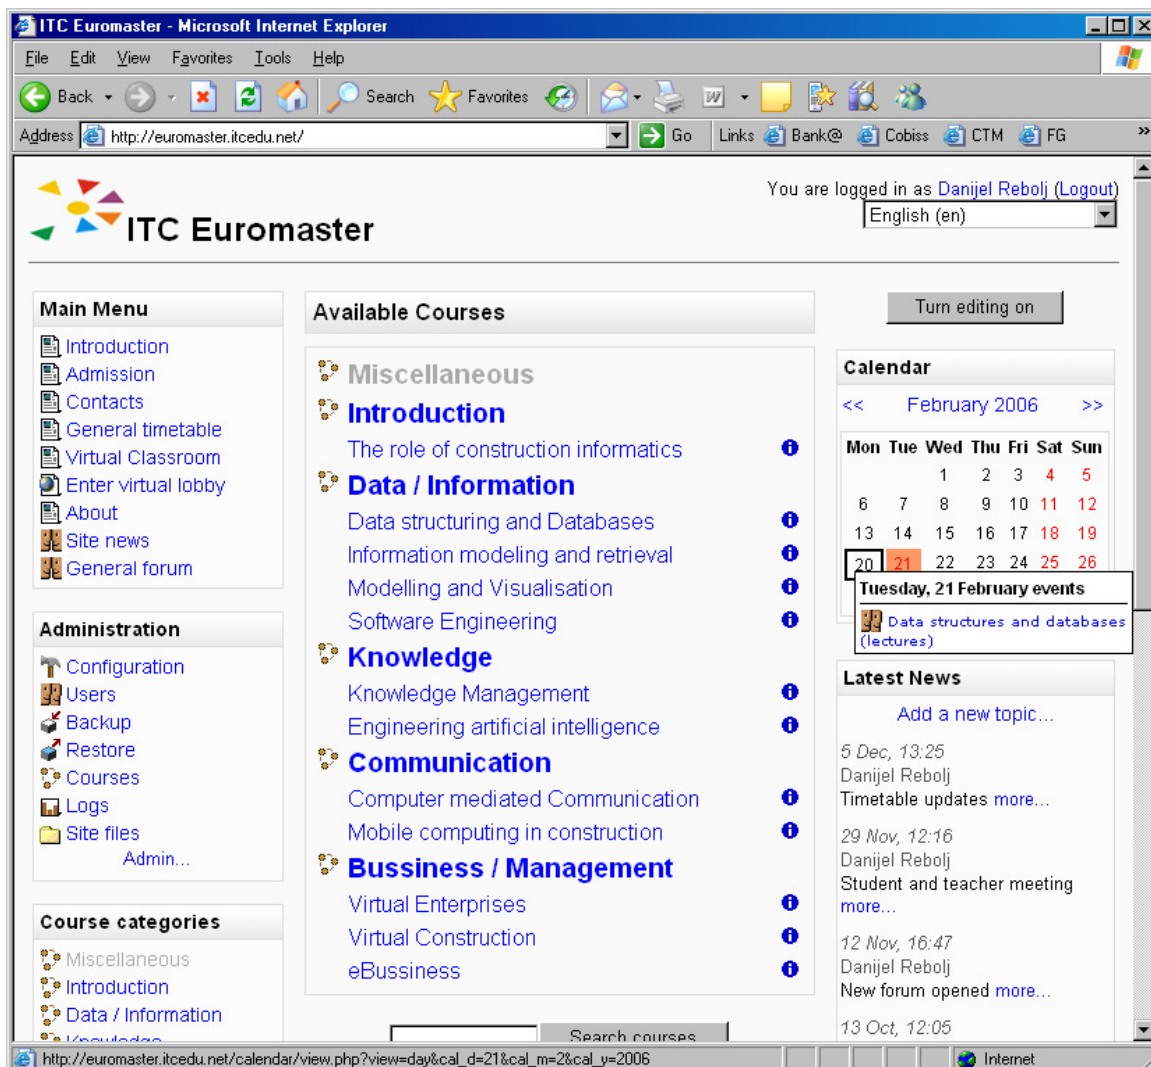 ITC Euromaster - Microsoft Internet Explorer
File Edit View Favorites Tools Help
Back Search Favorites
Address http://euromaster.itcedu.net/ Go Links Bank@ Cobiss CTM FG »
You are logged in as Danijel Rebolj (Logout)
English (en)
ITC Euromaster
Main Menu
Introduction
Admission
Contacts
General timetable
Virtual Classroom
Enter virtual lobby
About
Site news
General forum
Administration
Configuration
Users
Backup
Restore
Courses
Logs
Site files
Admin...
Course categories
Miscellaneous
Introduction
Data / Information
Knowledge
Available Courses
Miscellaneous
Introduction
The role of construction informatics
Data / Information
Data structuring and Databases
Information modeling and retrieval
Modelling and Visualisation
Software Engineering
Knowledge
Knowledge Management
Engineering artificial intelligence
Communication
Computer mediated Communication
Mobile computing in construction
Bussiness / Management
Virtual Enterprises
Virtual Construction
eBussiness
Search courses
Turn editing on
Calendar
<< February 2006 >>
Mon Tue Wed Thu Fri Sat Sun
1 2 3 4 5
6 7 8 9 10 11 12
13 14 15 16 17 18 19
20 21 22 23 24 25 26
Tuesday, 21 February events
Data structures and databases
(lectures)
Latest News
Add a new topic...
5 Dec, 13:25
Danijel Rebolj
Timetable updates more...
29 Nov, 12:16
Danijel Rebolj
Student and teacher meeting
more...
12 Nov, 16:47
Danijel Rebolj
New forum opened more...
13 Oct, 12:05
http://euromaster.itcedu.net/calendar/view.php?view=day&cal_d=21&cal_m=2&cal_y=2006 Internet